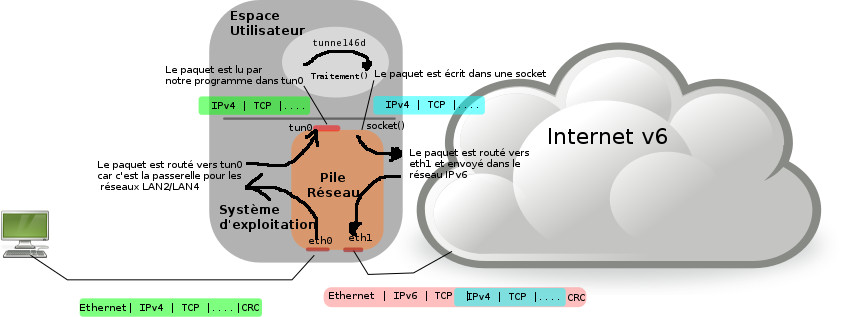 Espace
Utilisateur
tunnel46d
Traitement()
Le paquet est lu par
notre programme dans tun0
Le paquet est écrit dans une socket
IPv4 | TCP |....
IPv4 | TCP |....
tun0
socket()
Internet v6
Le paquet est routé vers tun0
car c'est la passerelle pour les
réseaux LAN2/LAN4
Le paquet est routé vers
eth1 et envoyé dans le
réseau IPv6
Pile
Réseau
Système
d'exploitation
eth0
eth1
Ethernet| IPv4 | TCP |....|CRC
Ethernet | IPv6 | TCP |IPv4 | TCP |.... CRC